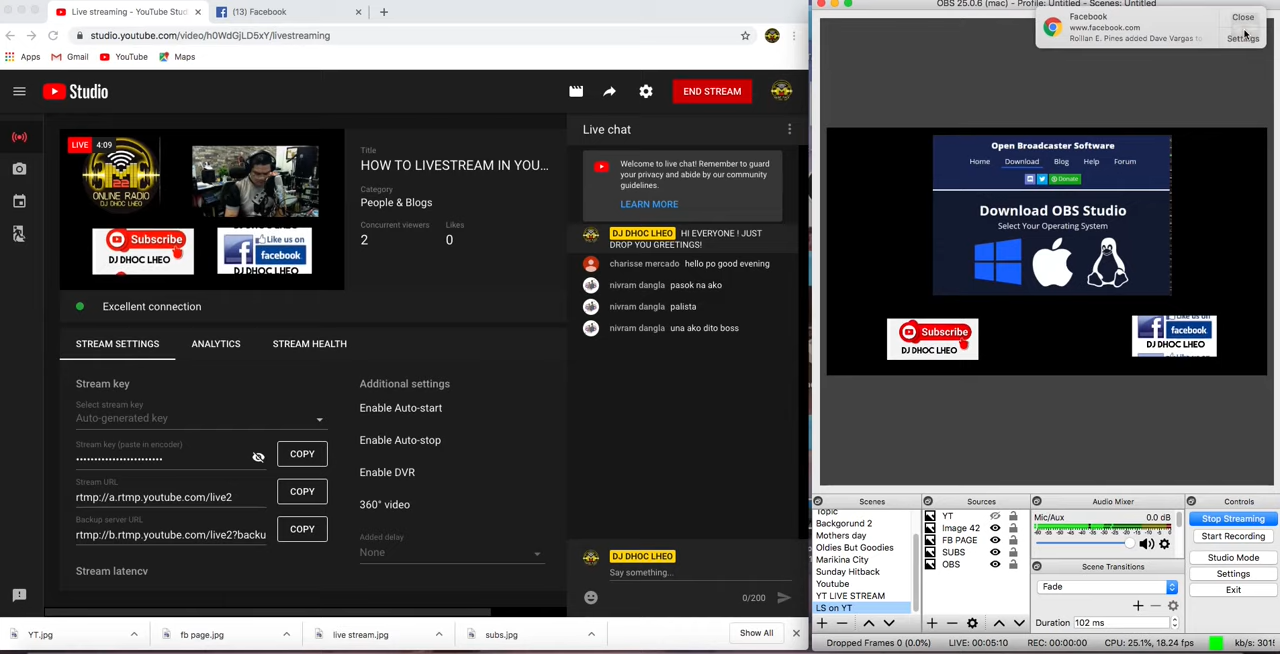 Live streaming - YouTube Stud
(13) Facebook
studio.youtube.com/video/h0WdGjLD5xY/livestreaming
Apps
Gmail
YouTube
Maps
Studio
END STREAM
LIVE 4:09
22
ONLINE RADIO
DJ DHOC LHEO
Subscribe
DJ DHOC LHEO
Like us on
facebook
DJ DHOC LHEO
Title
HOW TO LIVESTREAM IN YOU...
Category
People & Blogs
Concurrent viewers
2
Likes
0
Excellent connection
STREAM SETTINGS
ANALYTICS
STREAM HEALTH
Stream key
Select stream key
Auto-generated key
Stream key (paste in encoder)
••••••••••••••••••••••••
COPY
Stream URL
rtmp://a.rtmp.youtube.com/live2
COPY
Backup server URL
rtmp://b.rtmp.youtube.com/live2?backu
COPY
Stream latency
Additional settings
Enable Auto-start
Enable Auto-stop
Enable DVR
360° video
Added delay
None
Live chat
Welcome to live chat! Remember to guard
your privacy and abide by our community
guidelines.
LEARN MORE
DJ DHOC LHEO HI EVERYONE ! JUST
DROP YOU GREETINGS!
charisse mercado hello po good evening
nivram dangla pasok na ako
nivram dangla palista
nivram dangla una ako dito boss
DJ DHOC LHEO
Say something...
0/200
YT.jpg
fb page.jpg
live stream.jpg
subs.jpg
Show All
OBS 25.0.6 (mac) - Profile: Untitled - Scenes: Untitled
Facebook
www.facebook.com
Rollan E. Pines added Dave Vargas to
Close
Settings
Open Broadcaster Software
Home
Download
Blog
Help
Forum
Donate
Download OBS Studio
Select Your Operating System
Subscribe
DJ DHOC LHEO
Like us on
facebook
DJ DHOC LHEO
Scenes
Topic
Backgorund 2
Mothers day
Oldies But Goodies
Marikina City
Sunday Hitback
Youtube
YT LIVE STREAM
LS on YT
Sources
YT
Image 42
FB PAGE
SUBS
OBS
Audio Mixer
Mic/Aux
0.0 dB
Scene Transitions
Fade
Duration
102 ms
Controls
Stop Streaming
Start Recording
Studio Mode
Settings
Exit
Dropped Frames 0 (0.0%)
LIVE: 00:05:10
REC: 00:00:00
CPU: 25.1%, 18.24 fps
kb/s: 3015